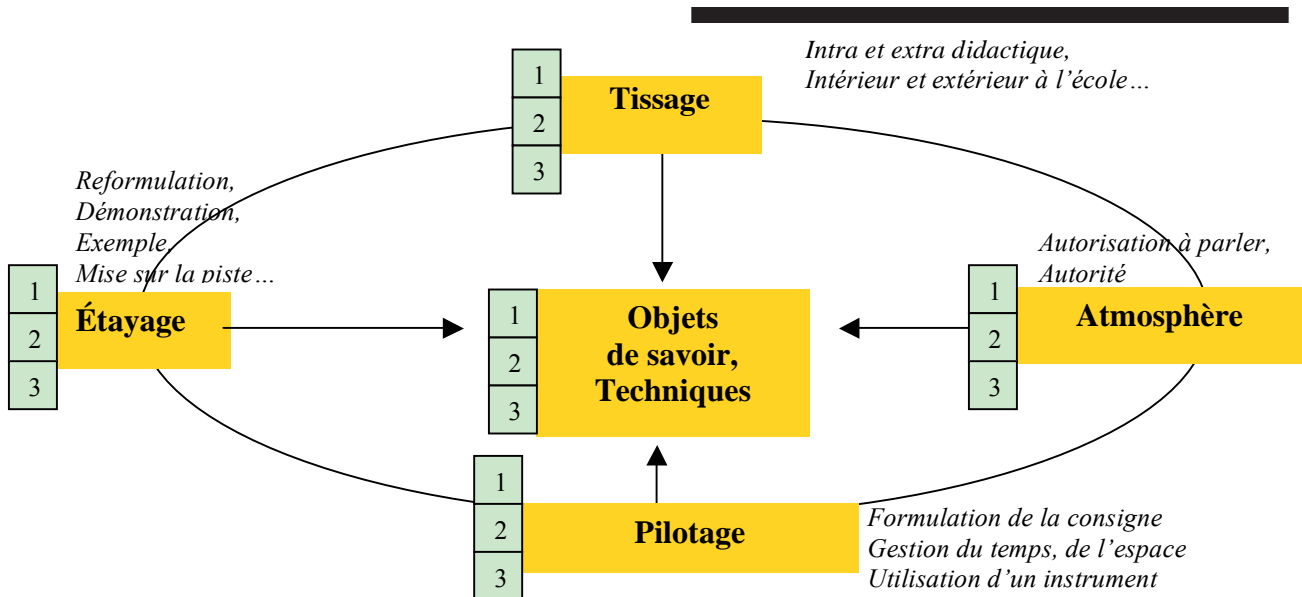 Intra et extra didactique,
Intérieur et extérieur à l’école…
1
2
3
Tissage
Reformulation,
Démonstration,
Exemple,
Mise sur la piste…
1
2
3
Étayage
1
2
3
Objets
de savoir,
Techniques
Autorisation à parler,
Autorité
1
2
3
Atmosphère
1
2
3
Pilotage
Formulation de la consigne
Gestion du temps, de l’espace
Utilisation d’un instrument